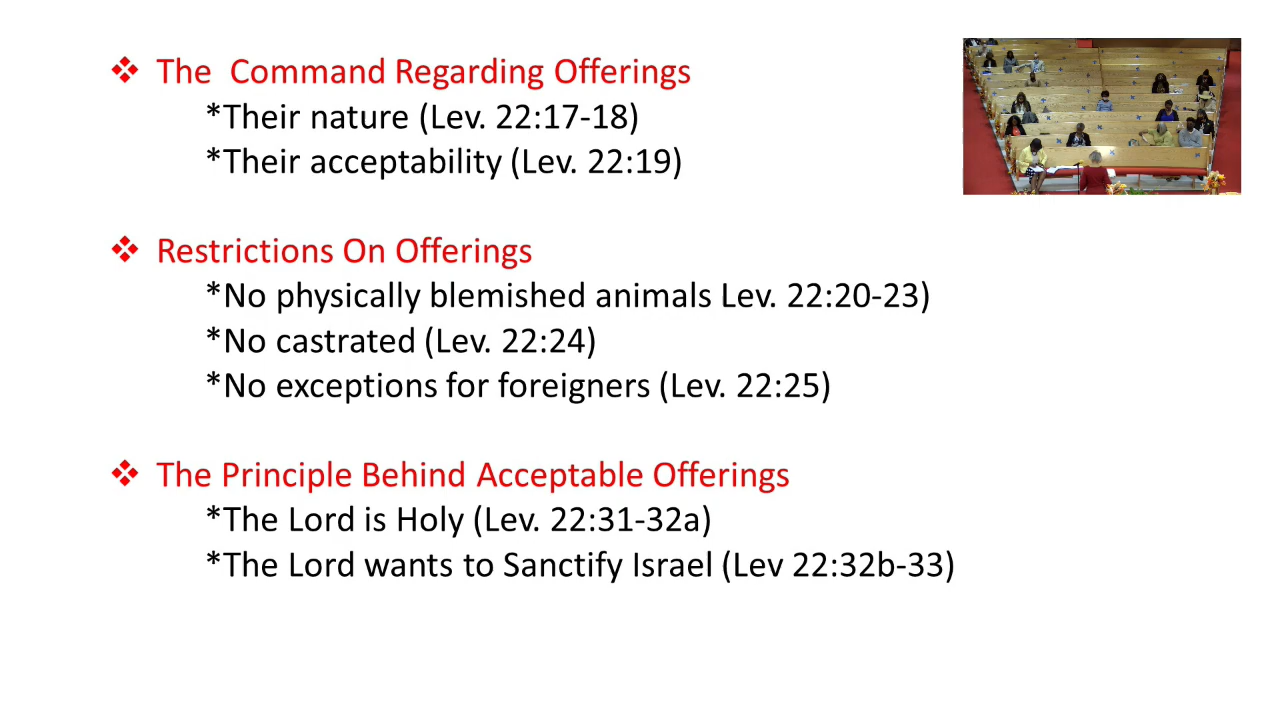 ❖ The Command Regarding Offerings
*Their nature (Lev. 22:17-18)
*Their acceptability (Lev. 22:19)
❖ Restrictions On Offerings
*No physically blemished animals Lev. 22:20-23)
*No castrated (Lev. 22:24)
*No exceptions for foreigners (Lev. 22:25)
❖ The Principle Behind Acceptable Offerings
*The Lord is Holy (Lev. 22:31-32a)
*The Lord wants to Sanctify Israel (Lev 22:32b-33)